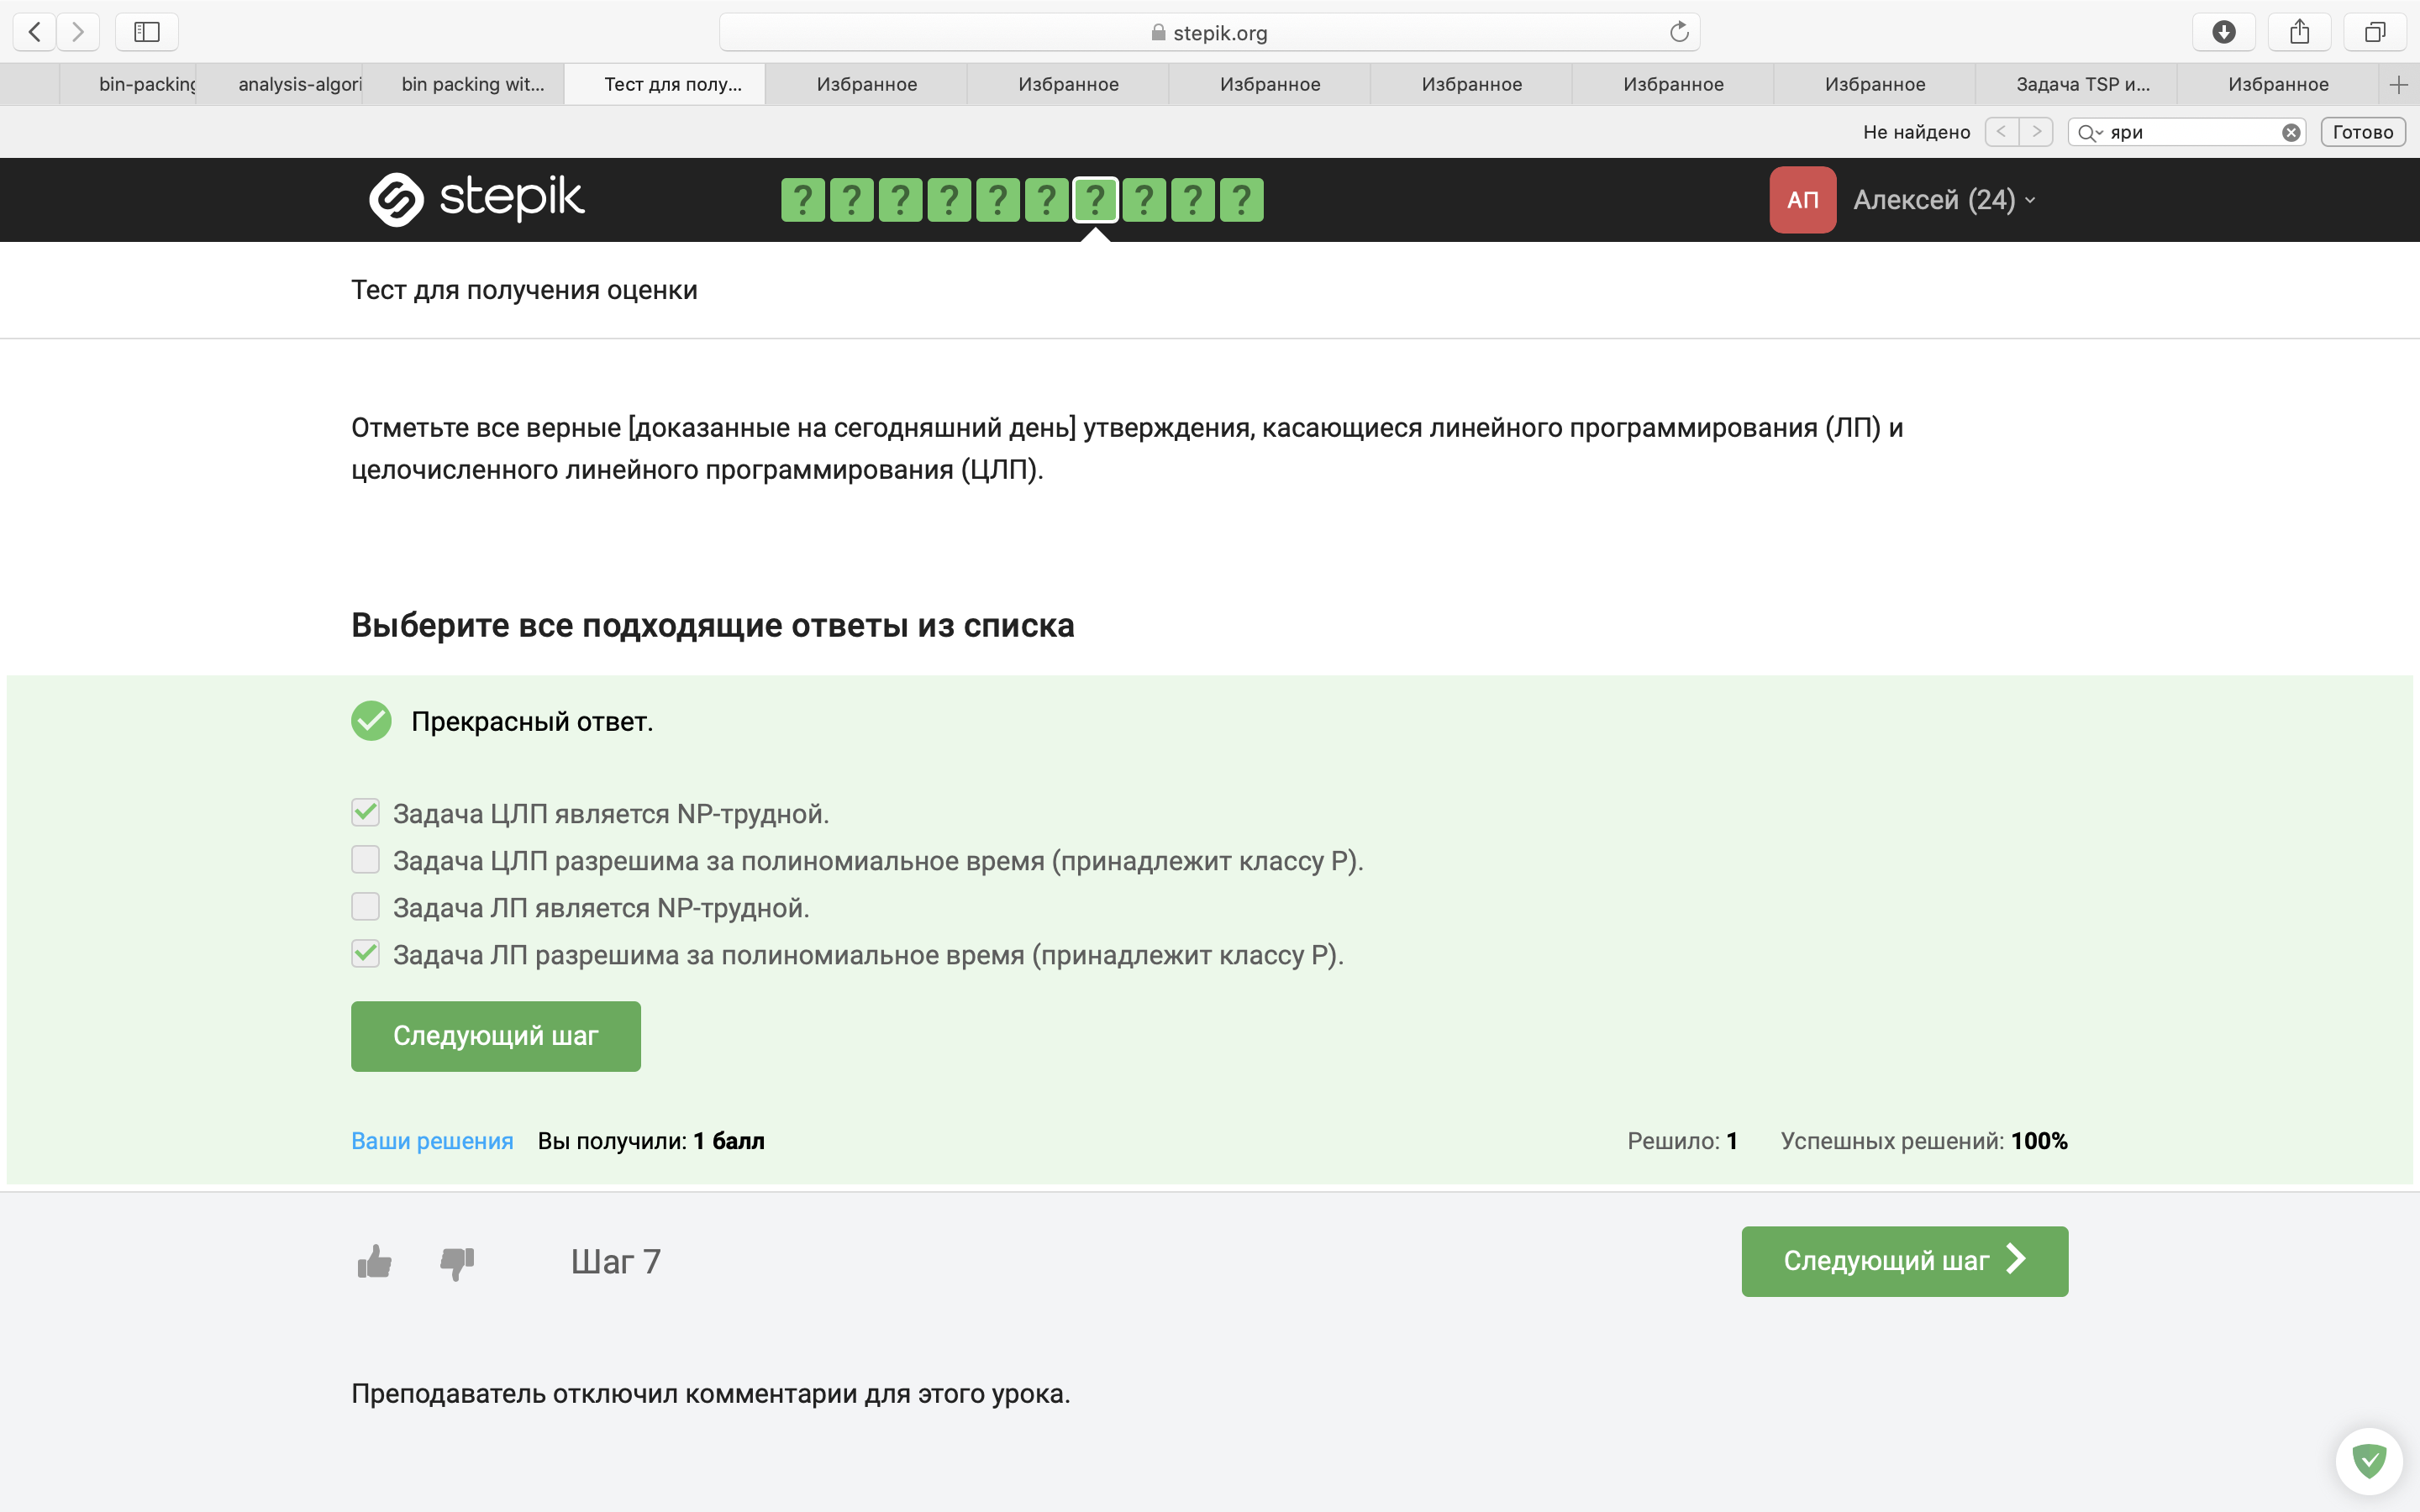 stepik.org
bin-packing
analysis-algori
bin packing wit...
Тест для полу...
Избранное
Избранное
Избранное
Избранное
Избранное
Избранное
Задача TSP и...
Избранное
Не найдено
яри
Готово
stepik
? ? ? ? ? ? ? ? ? ?
АП
Алексей (24)
Тест для получения оценки
Отметьте все верные [доказанные на сегодняшний день] утверждения, касающиеся линейного программирования (ЛП) и
целочисленного линейного программирования (ЦЛП).
Выберите все подходящие ответы из списка
Прекрасный ответ.
Задача ЦЛП является NP-трудной.
Задача ЦЛП разрешима за полиномиальное время (принадлежит классу P).
Задача ЛП является NP-трудной.
Задача ЛП разрешима за полиномиальное время (принадлежит классу P).
Следующий шаг
Ваши решения Вы получили: 1 балл
Решило: 1 Успешных решений: 100%
Шаг 7
Следующий шаг
Преподаватель отключил комментарии для этого урока.